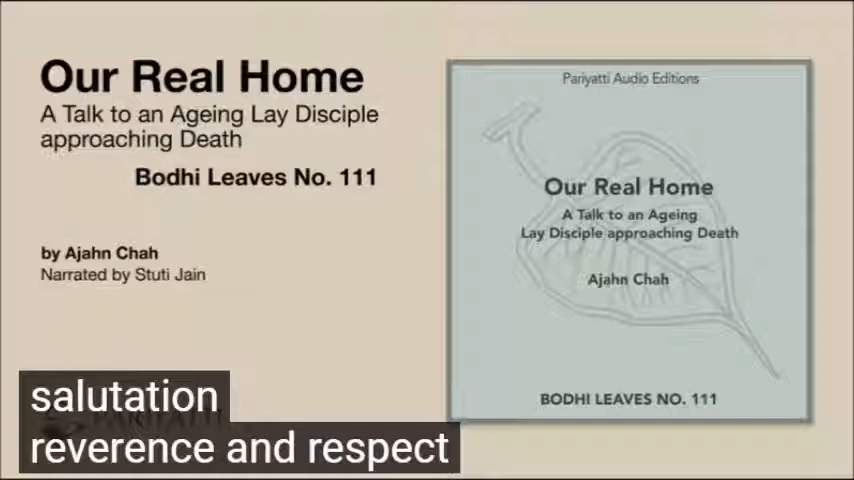 Our Real Home
A Talk to an Ageing Lay Disciple
approaching Death
Bodhi Leaves No. 111
by Ajahn Chah
Narrated by Stuti Jain
Pariyatti Audio Editions
Our Real Home
A Talk to an Ageing
Lay Disciple approaching Death
Ajahn Chah
BODHI LEAVES NO. 111
salutation
reverence and respect